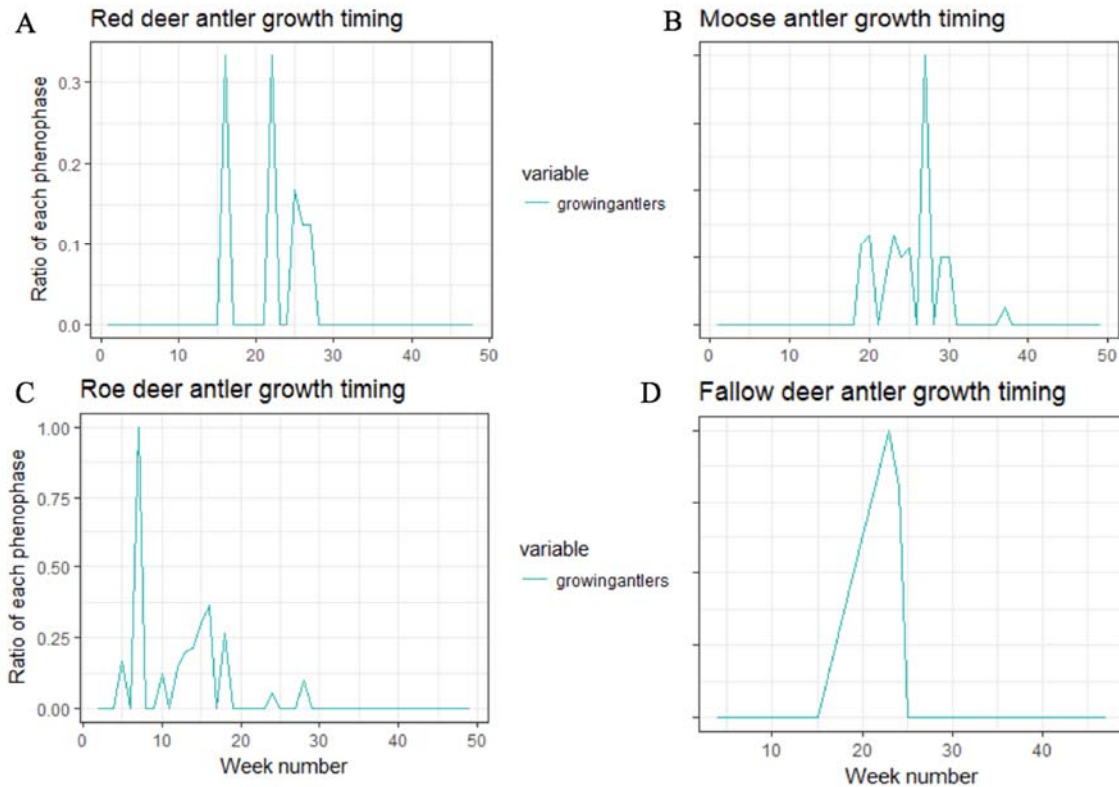 A
Red deer antler growth timing
Ratio of each phenophase
0.3
0.2
0.1
0.0
0 10 20 30 40 50
variable
growingantlers
B
Moose antler growth timing
0 10 20 30 40 50
C
Roe deer antler growth timing
Ratio of each phenophase
1.00
0.75
0.50
0.25
0.00
0 10 20 30 40 50
Week number
variable
growingantlers
D
Fallow deer antler growth timing
10 20 30 40
Week number